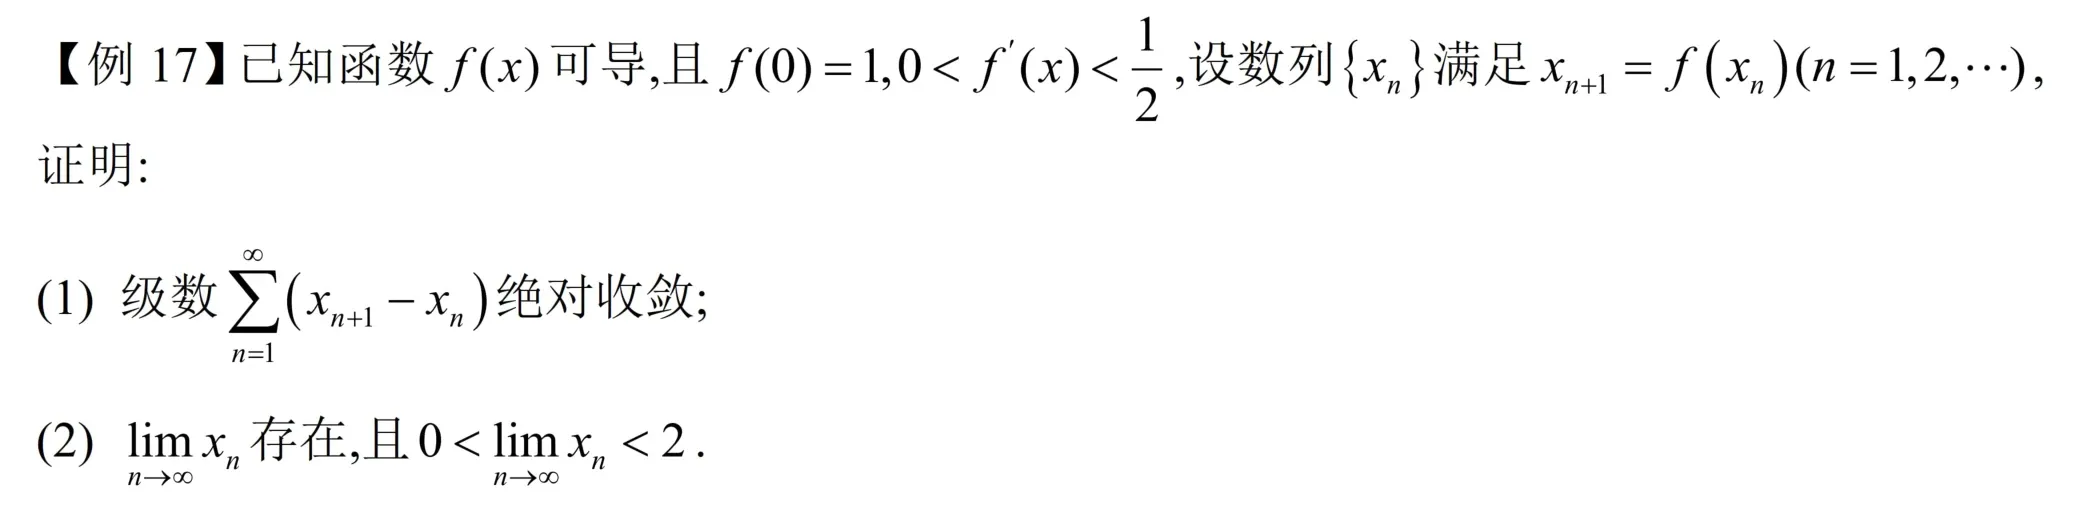 【例 17】已知函数 $f(x)$ 可导,且 $f(0)=1,0<f'(x)<\frac{1}{2}$,设数列 $\{x_n\}$ 满足 $x_{n+1}=f(x_n)(n=1,2,\cdots)$,
证明:
(1) 级数 $\sum_{n=1}^{\infty}(x_{n+1}-x_n)$ 绝对收敛;
(2) $\lim_{n\to\infty}x_n$ 存在,且 $0<\lim_{n\to\infty}x_n<2$.